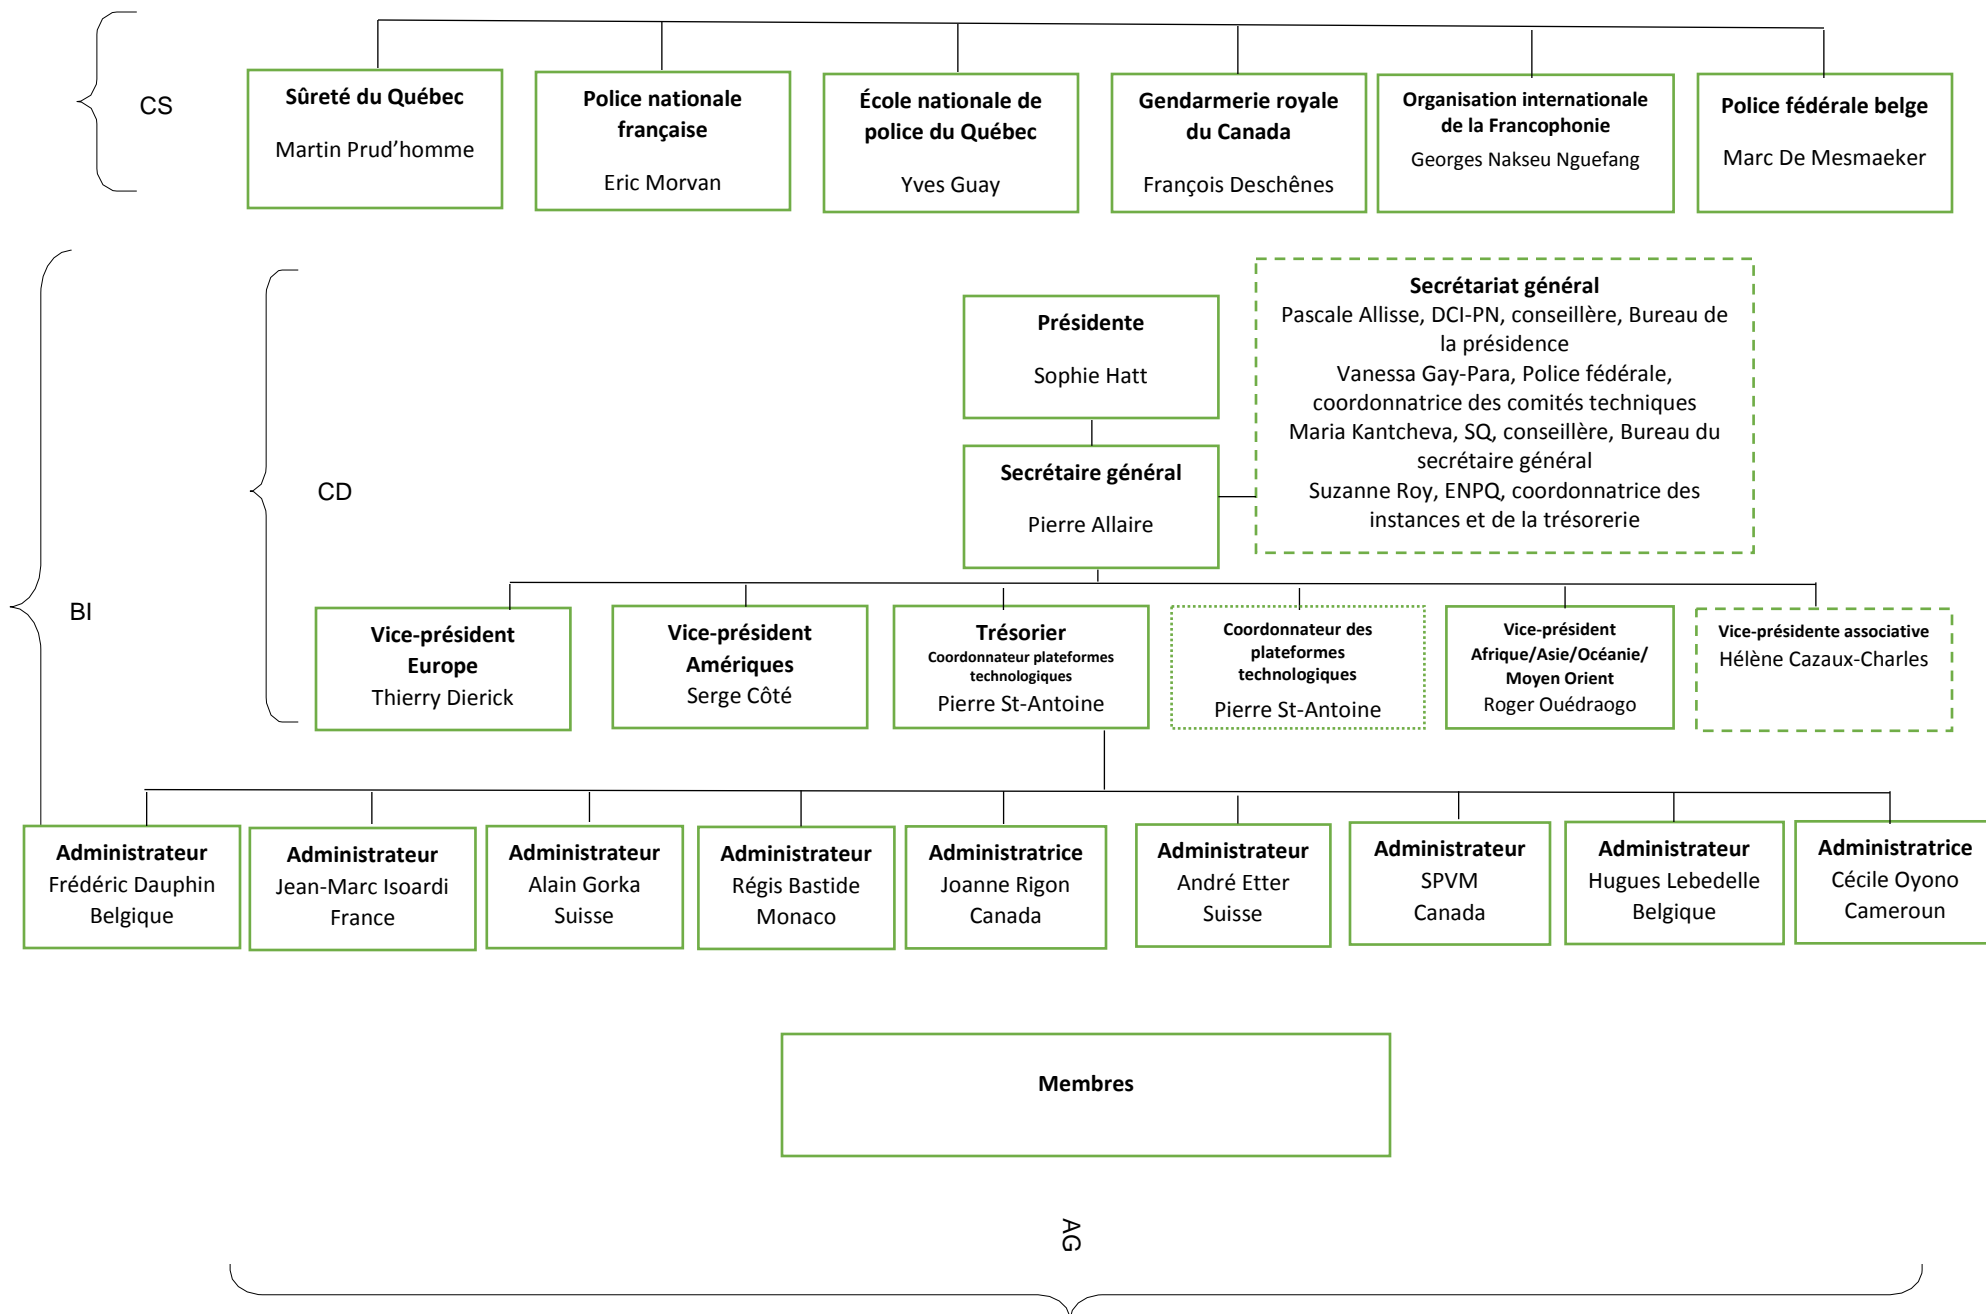 CS
Sûreté du Québec
Martin Prud’homme
Police nationale
française
Eric Morvan
École nationale de
police du Québec
Yves Guay
Gendarmerie royale
du Canada
François Deschênes
Organisation internationale
de la Francophonie
Georges Nakseu Nguefang
Police fédérale belge
Marc De Mesmaeker
BI
CD
Présidente
Sophie Hatt
Secrétaire général
Pierre Allaire
Secrétariat général
Pascale Allisse, DCI-PN, conseillère, Bureau de
la présidence
Vanessa Gay-Para, Police fédérale,
coordonnatrice des comités techniques
Maria Kantcheva, SQ, conseillère, Bureau du
secrétaire général
Suzanne Roy, ENPQ, coordonnatrice des
instances et de la trésorerie
Vice-président
Europe
Thierry Dierick
Vice-président
Amériques
Serge Côté
Trésorier
Coordonnateur plateformes
technologiques
Pierre St-Antoine
Coordonnateur des
plateformes
technologiques
Pierre St-Antoine
Vice-président
Afrique/Asie/Océanie/
Moyen Orient
Roger Ouédraogo
Vice-présidente associative
Hélène Cazaux-Charles
Administrateur
Frédéric Dauphin
Belgique
Administrateur
Jean-Marc Isoardi
France
Administrateur
Alain Gorka
Suisse
Administrateur
Régis Bastide
Monaco
Administratrice
Joanne Rigon
Canada
Administrateur
André Etter
Suisse
Administrateur
SPVM
Canada
Administrateur
Hugues Lebedelle
Belgique
Administratrice
Cécile Oyono
Cameroun
Membres
AG